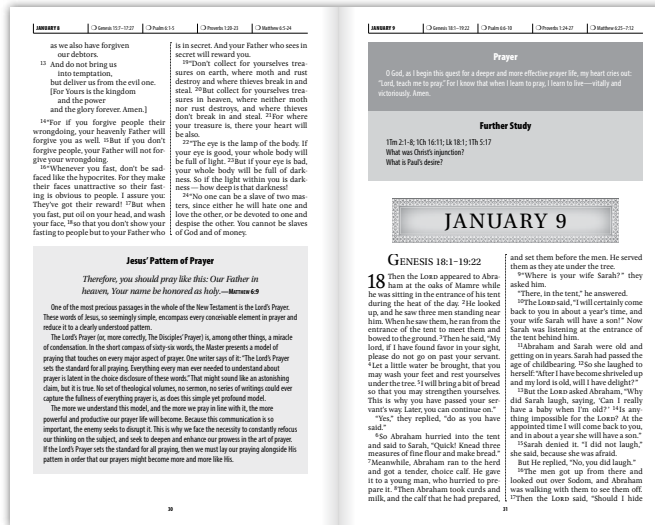 JANUARY 8
❍ Genesis 15:7–17:27
❍ Psalm 6:1-5
❍ Proverbs 1:20-23
❍ Matthew 6:5-24
as we also have forgiven
our debtors.
13 And do not bring us
into temptation,
but deliver us from the evil one.
[For Yours is the kingdom
and the power
and the glory forever. Amen.]
14“For if you forgive people their
wrongdoing, your heavenly Father will
forgive you as well. 15But if you don’t
forgive people, your Father will not for-
give your wrongdoing.
16“Whenever you fast, don’t be sad-
faced like the hypocrites. For they make
their faces unattractive so their fast-
ing is obvious to people. I assure you:
They’ve got their reward! 17But when
you fast, put oil on your head, and wash
your face, 18so that you don’t show your
fasting to people but to your Father who
is in secret. And your Father who sees in
secret will reward you.
19“Don’t collect for yourselves trea-
sures on earth, where moth and rust
destroy and where thieves break in and
steal. 20But collect for yourselves trea-
sures in heaven, where neither moth
nor rust destroys, and where thieves
don’t break in and steal. 21For where
your treasure is, there your heart will
be also.
22“The eye is the lamp of the body. If
your eye is good, your whole body will
be full of light. 23But if your eye is bad,
your whole body will be full of dark-
ness. So if the light within you is dark-
ness — how deep is that darkness!
24“No one can be a slave of two mas-
ters, since either he will hate one and
love the other, or be devoted to one and
despise the other. You cannot be slaves
of God and of money.
Jesus’ Pattern of Prayer
Therefore, you should pray like this: Our Father in
heaven, Your name be honored as holy.—Matthew 6:9
One of the most precious passages in the whole of the New Testament is the Lord’s Prayer.
These words of Jesus, so seemingly simple, encompass every conceivable element in prayer and
reduce it to a clearly understood pattern.
The Lord’s Prayer (or, more correctly, The Disciples’ Prayer) is, among other things, a miracle
of condensation. In the short compass of sixty-six words, the Master presents a model of
praying that touches on every major aspect of prayer. One writer says of it: “The Lord’s Prayer
sets the standard for all praying. Everything every man ever needed to understand about
prayer is latent in the choice disclosure of these words.” That might sound like an astonishing
claim, but it is true. No set of theological volumes, no sermon, no series of writings could ever
capture the fullness of everything prayer is, as does this simple yet profound model.
The more we understand this model, and the more we pray in line with it, the more
powerful and productive our prayer life will become. Because this communication is so
important, the enemy seeks to disrupt it. This is why we face the necessity to constantly refocus
our thinking on the subject, and seek to deepen and enhance our prowess in the art of prayer.
If the Lord’s Prayer sets the standard for all praying, then we must lay our praying alongside His
pattern in order that our prayers might become more and more like His.
30
JANUARY 9
❍ Genesis 18:1–19:22
❍ Psalm 6:6-10
❍ Proverbs 1:24-27
❍ Matthew 6:25–7:12
Prayer
O God, as I begin this quest for a deeper and more effective prayer life, my heart cries out:
“Lord, teach me to pray.” For I know that when I learn to pray, I learn to live—vitally and
victoriously. Amen.
Further Study
1Tm 2:1–8; 1Ch 16:11; Lk 18:1; 1Th 5:17
What was Christ’s injunction?
What is Paul’s desire?
JANUARY 9
GENESIS 18:1–19:22
18 Then the LORD appeared to Abra-
ham at the oaks of Mamre while
he was sitting in the entrance of his tent
during the heat of the day. 2He looked
up, and he saw three men standing near
him. When he saw them, he ran from the
entrance of the tent to meet them and
bowed to the ground. 3Then he said, “My
lord, if I have found favor in your sight,
please do not go on past your servant.
4Let a little water be brought, that you
may wash your feet and rest yourselves
under the tree. 5I will bring a bit of bread
so that you may strengthen yourselves.
This is why you have passed your ser-
vant’s way. Later, you can continue on.”
“Yes,” they replied, “do as you have
said.”
6So Abraham hurried into the tent
and said to Sarah, “Quick! Knead three
measures of fine flour and make bread.”
7Meanwhile, Abraham ran to the herd
and got a tender, choice calf. He gave
it to a young man, who hurried to pre-
pare it. 8Then Abraham took curds and
milk, and the calf that he had prepared,
and set them before the men. He served
them as they ate under the tree.
9“Where is your wife Sarah?” they
asked him.
“There, in the tent,” he answered.
10The LORD said, “I will certainly come
back to you in about a year’s time, and
your wife Sarah will have a son!” Now
Sarah was listening at the entrance of
the tent behind him.
11Abraham and Sarah were old and
getting on in years. Sarah had passed the
age of childbearing. 12So she laughed to
herself: “After I have become shriveled up
and my lord is old, will I have delight?”
13But the LORD asked Abraham, “Why
did Sarah laugh, saying, ‘Can I really
have a baby when I’m old?’ 14Is any-
thing impossible for the LORD? At the
appointed time I will come back to you,
and in about a year she will have a son.”
15Sarah denied it. “I did not laugh,”
she said, because she was afraid.
But He replied, “No, you did laugh.”
16The men got up from there and
looked out over Sodom, and Abraham
was walking with them to see them off.
17Then the LORD said, “Should I hide
31